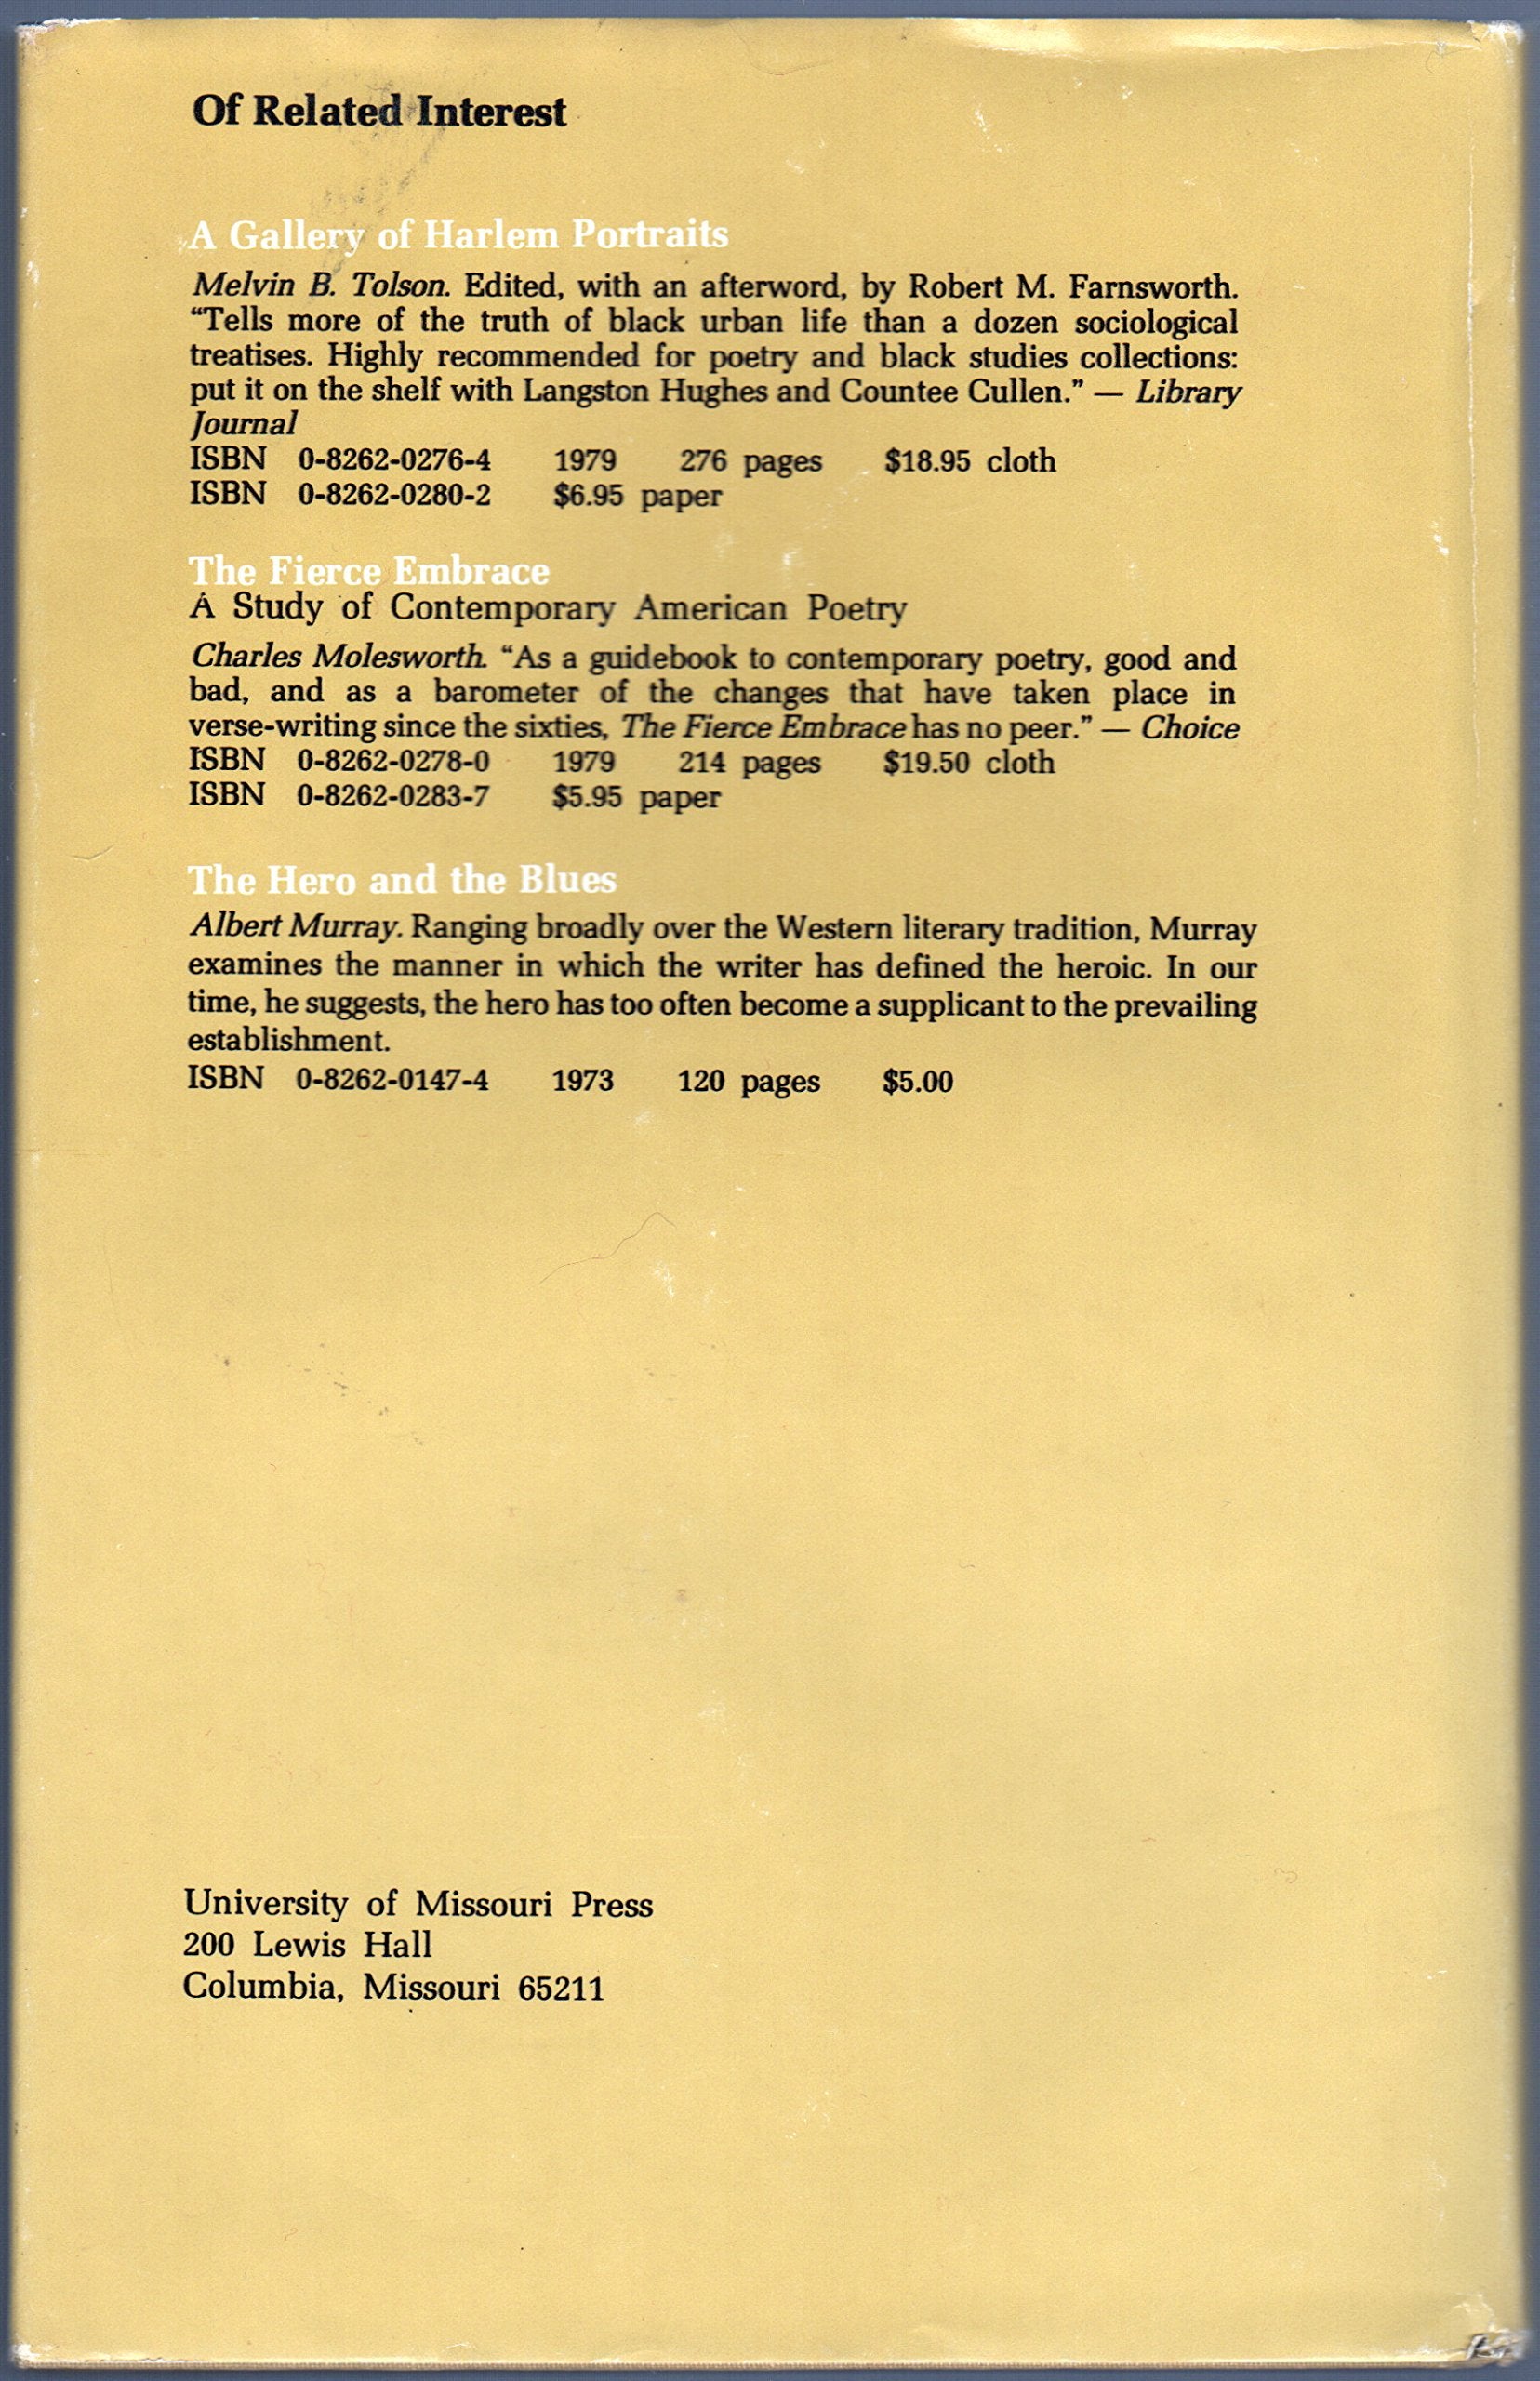 Of Related Interest
A Gallery of Harlem Portraits
Melvin B. Tolson. Edited, with an afterword, by Robert M. Farnsworth.
“Tells more of the truth of black urban life than a dozen sociological
treatises. Highly recommended for poetry and black studies collections:
put it on the shelf with Langston Hughes and Countee Cullen.” — Library
Journal
ISBN 0-8262-0276-4 1979 276 pages $18.95 cloth
ISBN 0-8262-0280-2 $6.95 paper
The Fierce Embrace
A Study of Contemporary American Poetry
Charles Molesworth. “As a guidebook to contemporary poetry, good and
bad, and as a barometer of the changes that have taken place in
verse-writing since the sixties, The Fierce Embrace has no peer.” — Choice
ISBN 0-8262-0278-0 1979 214 pages $19.50 cloth
ISBN 0-8262-0283-7 $5.95 paper
The Hero and the Blues
Albert Murray. Ranging broadly over the Western literary tradition, Murray
examines the manner in which the writer has defined the heroic. In our
time, he suggests, the hero has too often become a supplicant to the prevailing
establishment.
ISBN 0-8262-0147-4 1973 120 pages $5.00
University of Missouri Press
200 Lewis Hall
Columbia, Missouri 65211